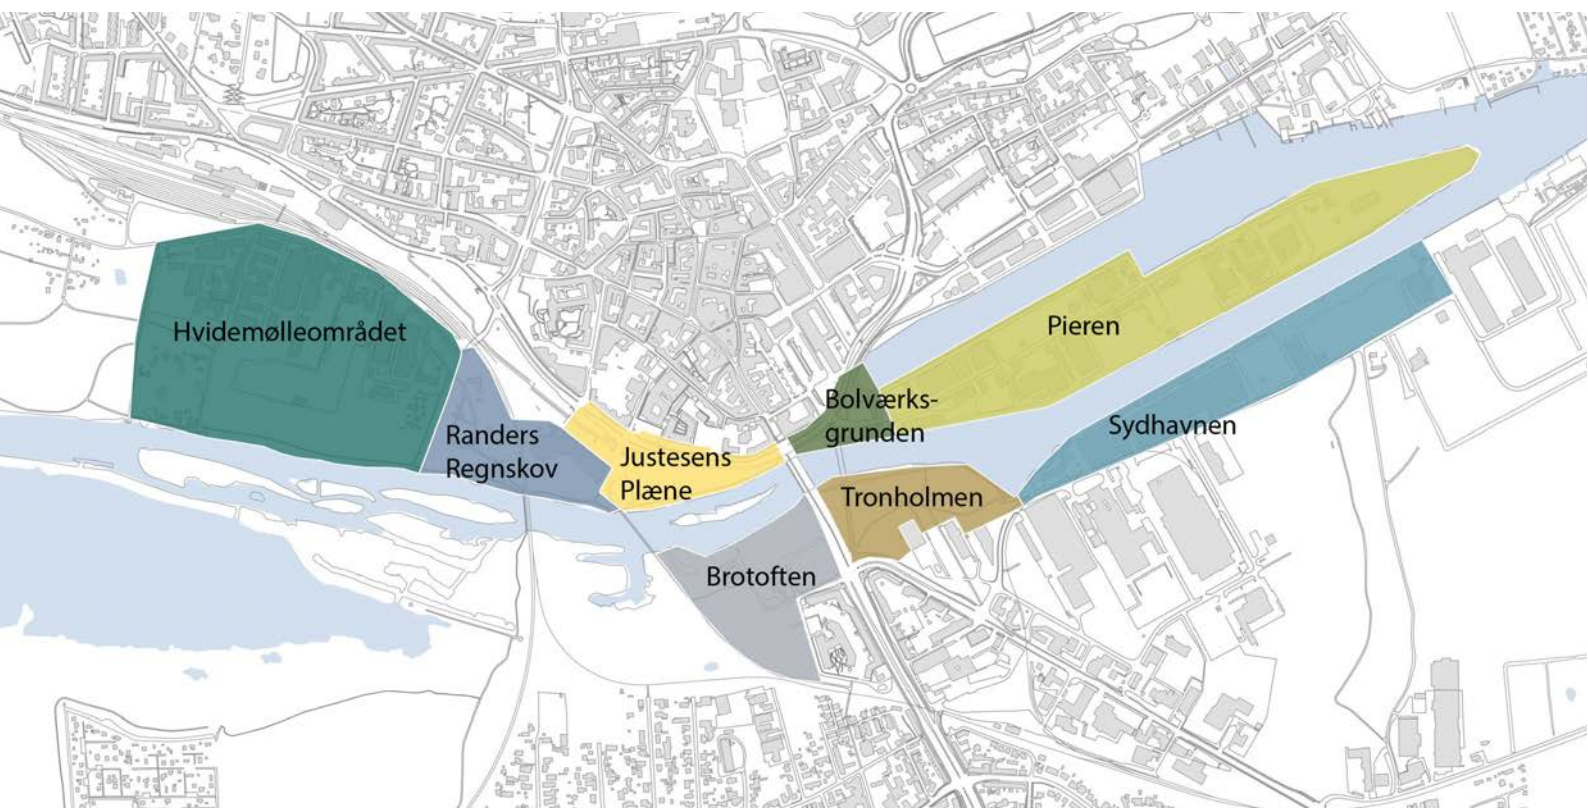 Hvidemølleområdet
Randers
Regnskov
Justesens
Plæne
Bolværks-
grunden
Pieren
Sydhavnen
Tronholmen
Brotoften